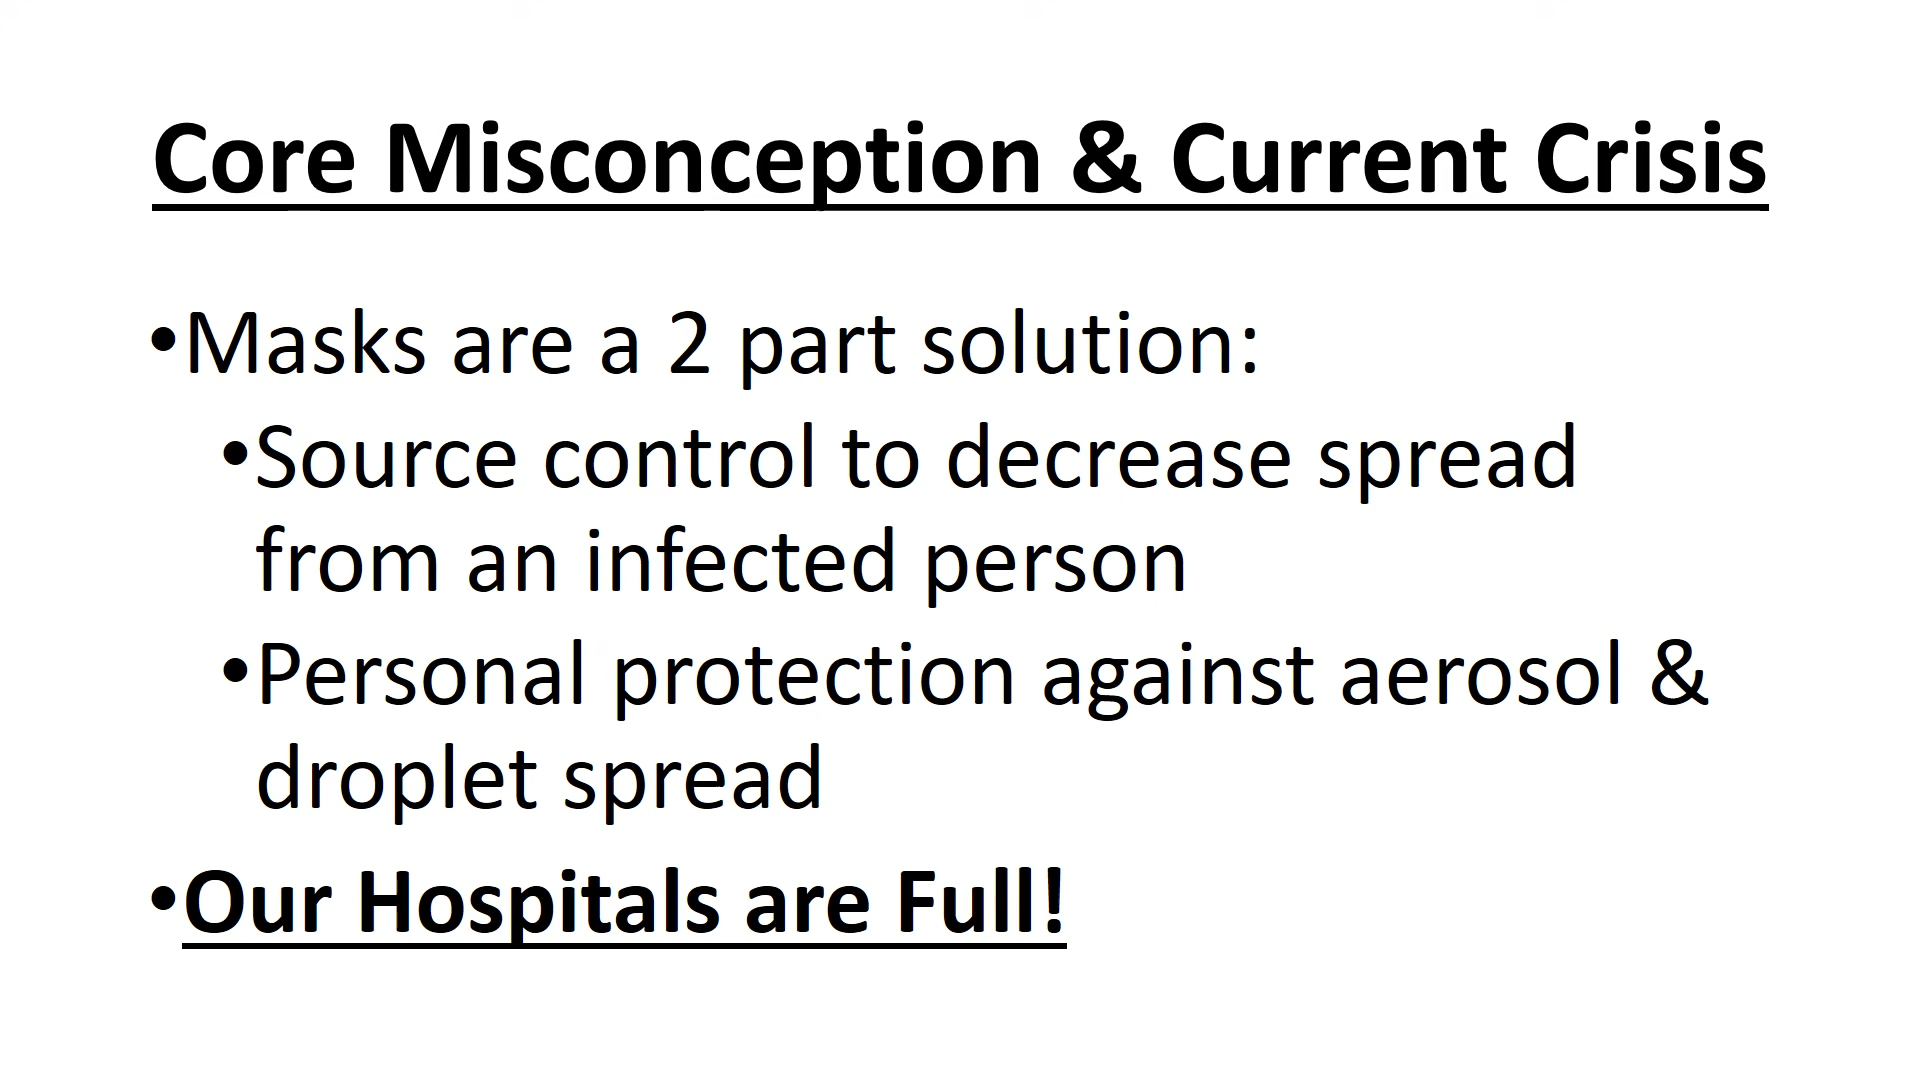 Core Misconception & Current Crisis
•Masks are a 2 part solution:
•Source control to decrease spread
from an infected person
•Personal protection against aerosol &
droplet spread
•Our Hospitals are Full!